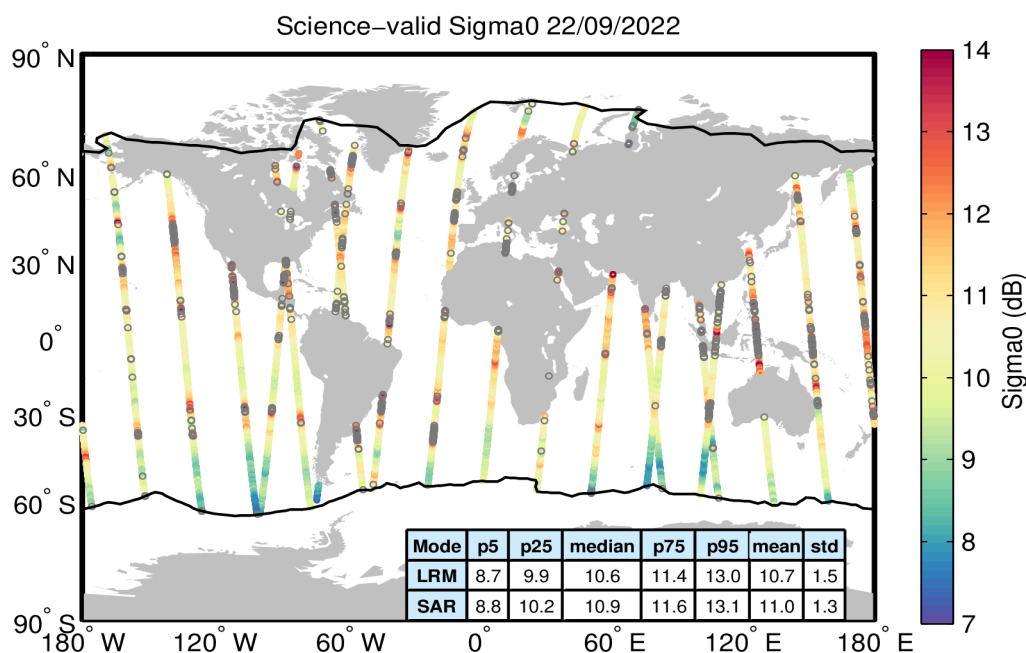 Science−valid Sigma0 22/09/2022
90° N
60° N
30° N
0°
30° S
60° S
90° S
180° W
120° W
60° W
0°
60° E
120° E
180° E
14
13
12
11
10
9
8
7
Sigma0 (dB)
Mode p5 p25 median p75 p95 mean std
LRM 8.7 9.9 10.6 11.4 13.0 10.7 1.5
SAR 8.8 10.2 10.9 11.6 13.1 11.0 1.3